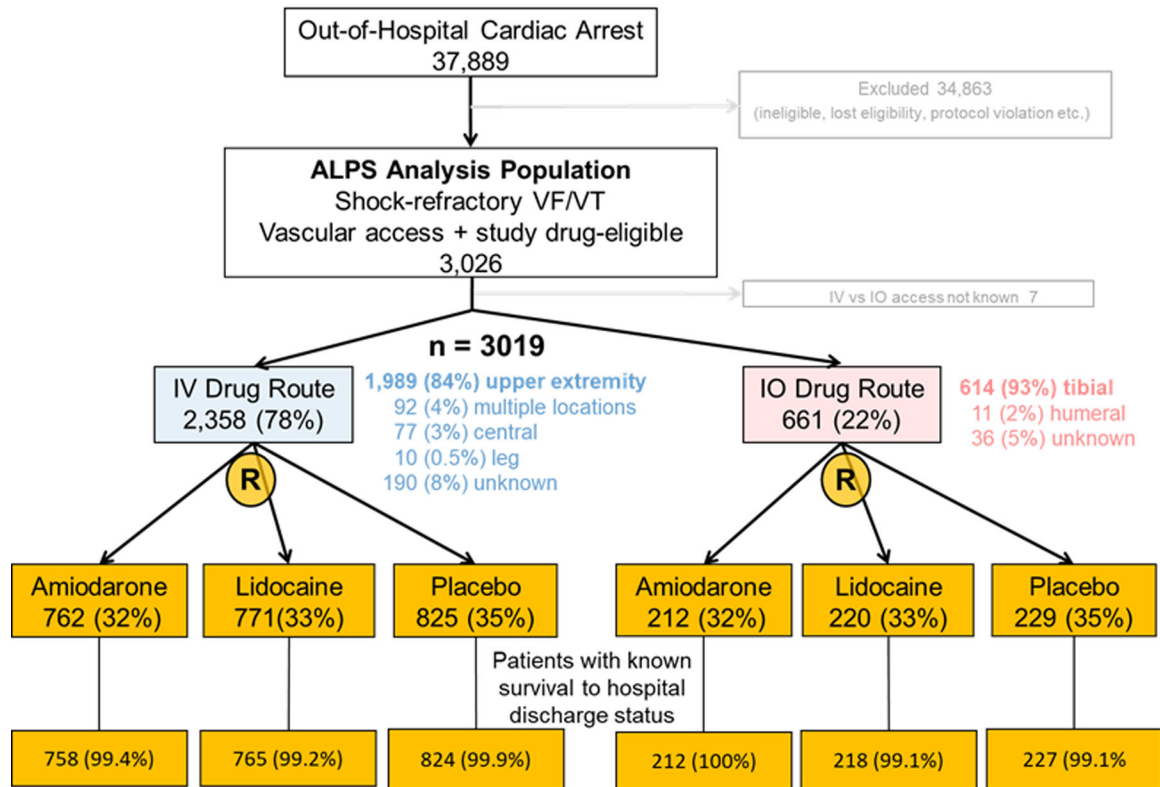 Out-of-Hospital Cardiac Arrest
37,889
Excluded 34,863
(ineligible, lost eligibility, protocol violation etc.)
ALPS Analysis Population
Shock-refractory VF/VT
Vascular access + study drug-eligible
3,026
IV vs IO access not known 7
n = 3019
IV Drug Route
2,358 (78%)
1,989 (84%) upper extremity
92 (4%) multiple locations
77 (3%) central
10 (0.5%) leg
190 (8%) unknown
IO Drug Route
661 (22%)
614 (93%) tibial
11 (2%) humeral
36 (5%) unknown
R
R
Amiodarone
762 (32%)
Lidocaine
771(33%)
Placebo
825 (35%)
Amiodarone
212 (32%)
Lidocaine
220 (33%)
Placebo
229 (35%)
Patients with known
survival to hospital
discharge status
758 (99.4%)
765 (99.2%)
824 (99.9%)
212 (100%)
218 (99.1%)
227 (99.1%